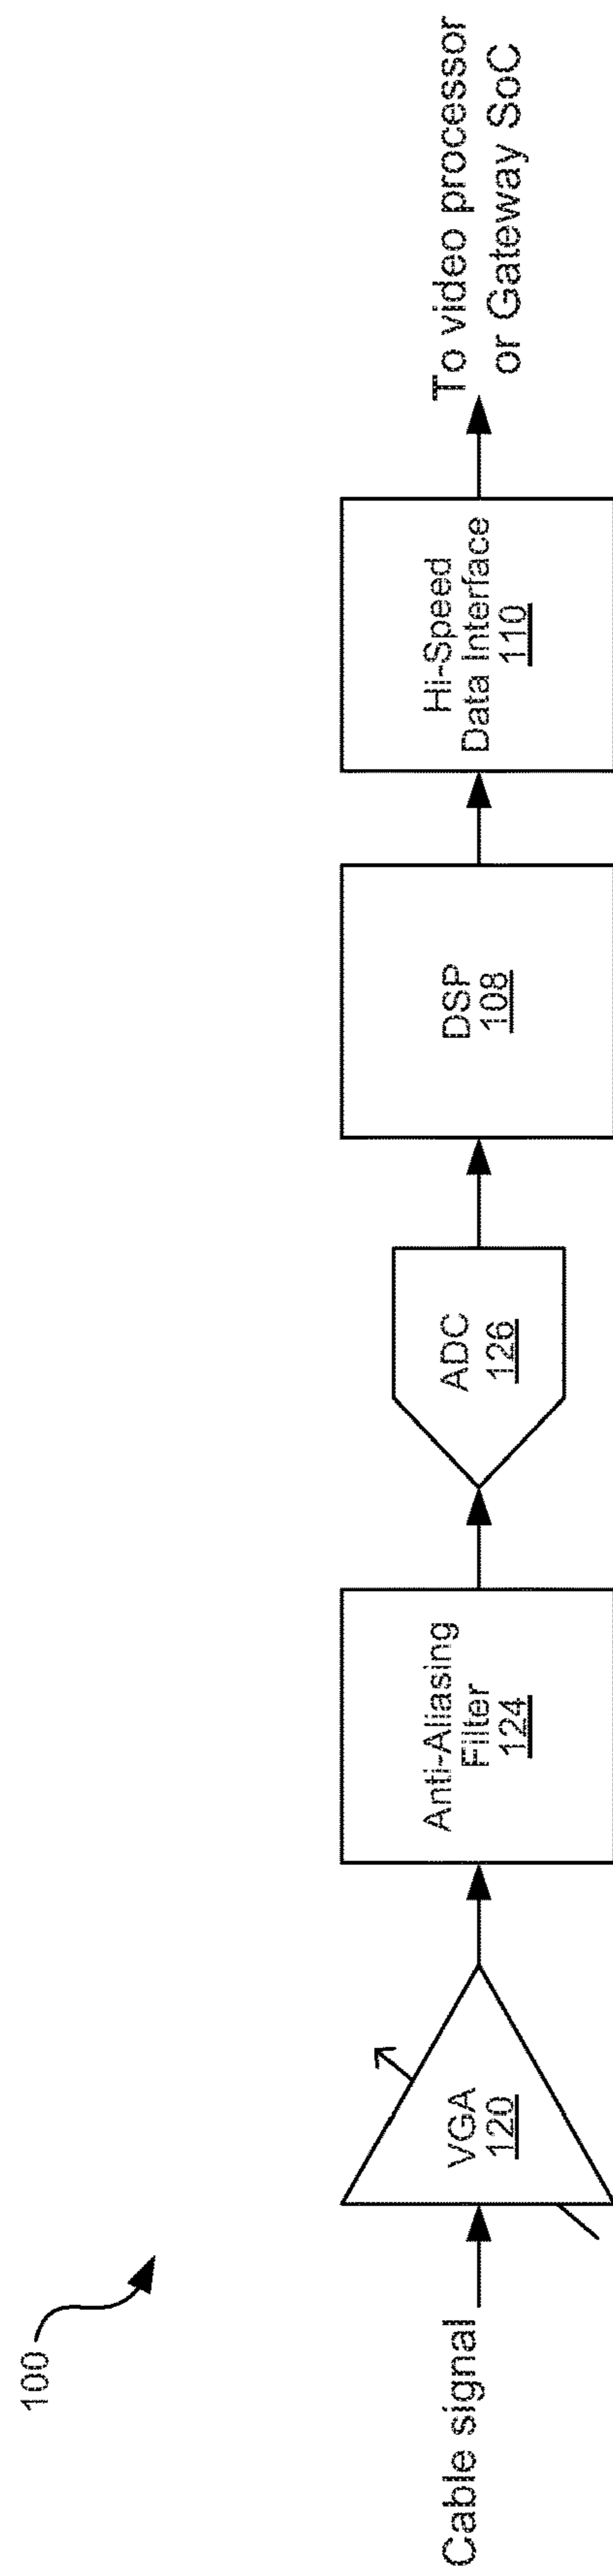 100
Cable signal
VGA
120
Anti-Aliasing
Filter
124
ADC
126
DSP
108
Hi-Speed
Data Interface
110
To video processor
or Gateway SoC